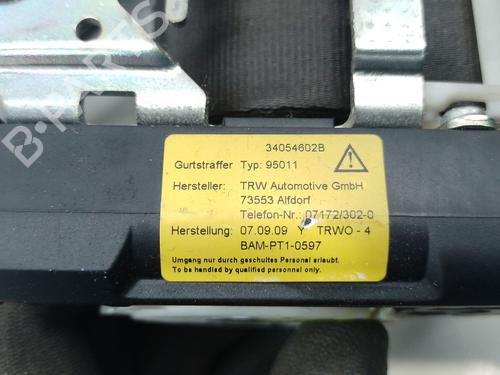 34054602B
Gurtstraffer Typ: 95011
Hersteller: TRW Automotive GmbH
73553 Alfdorf
Telefon-Nr.: 07172/302-0
Herstellung: 07.09.09 Y TRWO - 4
BAM-PT1-0597
Umgang nur durch geschultes Personal erlaubt.
To be handled by qualified personnel only.
B-PARTS